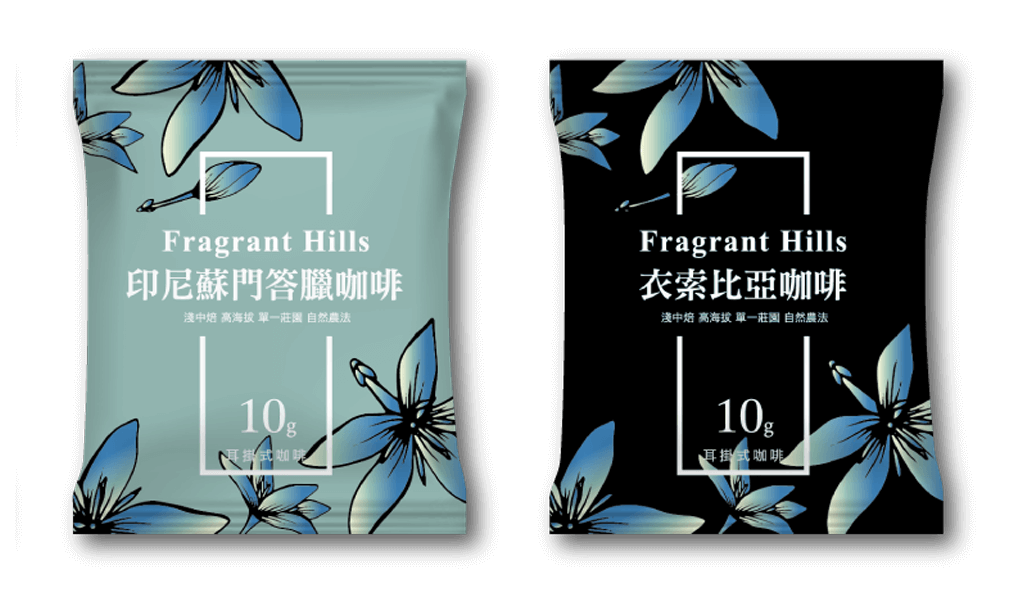 Fragrant Hills
印尼蘇門答臘咖啡
淺中焙 高海拔 單一莊園 自然農法
10g
耳掛式咖啡
Fragrant Hills
衣索比亞咖啡
淺中焙 高海拔 單一莊園 自然農法
10g
耳掛式咖啡